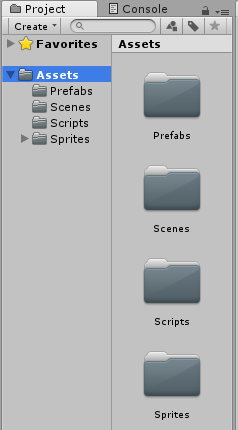 Project
Console
Create
Favorites
Assets
Prefabs
Scenes
Scripts
Sprites
Assets
Prefabs
Scenes
Scripts
Sprites